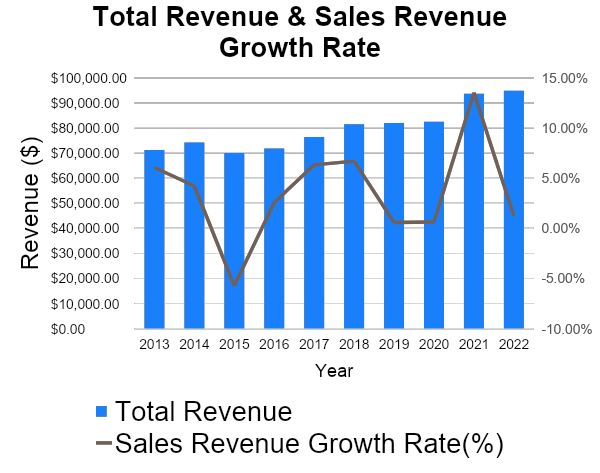 Total Revenue & Sales Revenue
Growth Rate
Revenue ($)
$100,000.00
$90,000.00
$80,000.00
$70,000.00
$60,000.00
$50,000.00
$40,000.00
$30,000.00
$20,000.00
$10,000.00
$0.00
15.00%
10.00%
5.00%
0.00%
-5.00%
-10.00%
2013 2014 2015 2016 2017 2018 2019 2020 2021 2022
Year
Total Revenue
Sales Revenue Growth Rate(%)